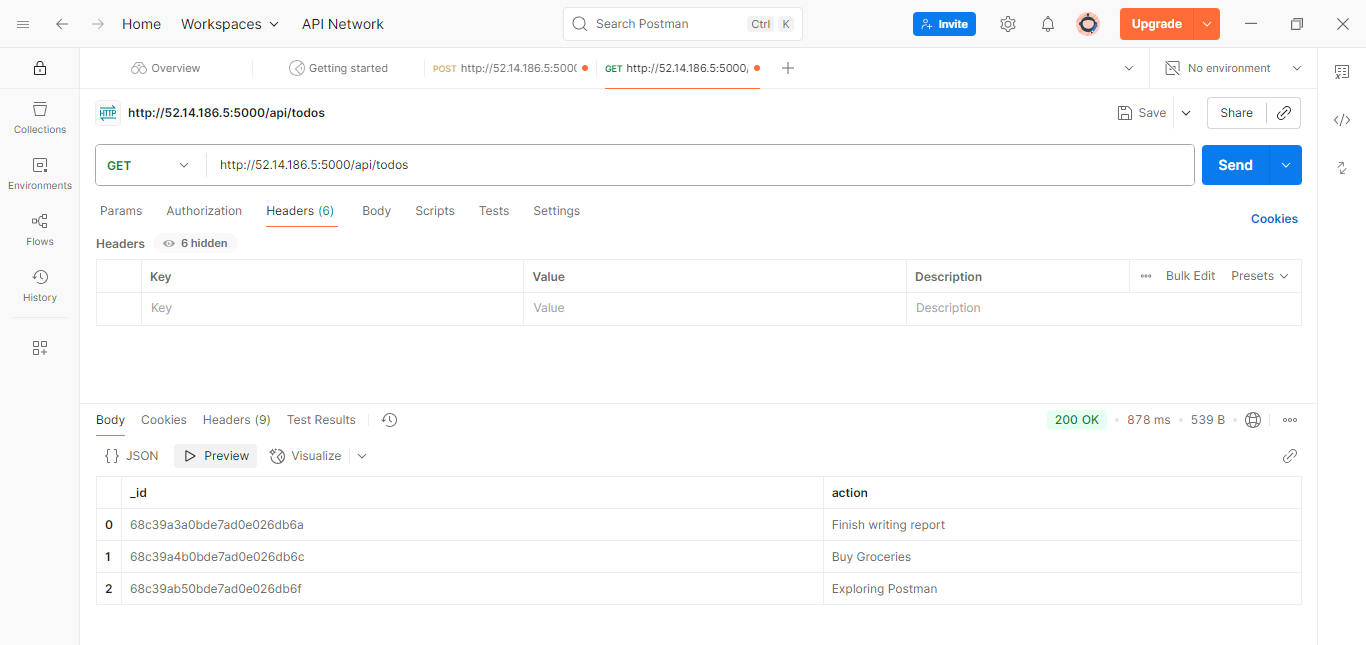 Home Workspaces API Network Search Postman Ctrl K Invite Upgrade
Overview Getting started POST http://52.14.186.5:5000 GET http://52.14.186.5:5000/ No environment
HTTP http://52.14.186.5:5000/api/todos Save Share
Collections
GET http://52.14.186.5:5000/api/todos Send
Environments
Params Authorization Headers (6) Body Scripts Tests Settings Cookies
Flows
Headers 6 hidden
Key Value Description Bulk Edit Presets
History
Key Value Description
Body Cookies Headers (9) Test Results 200 OK 878 ms 539 B
{} JSON Preview Visualize
_id action
0 68c39a3a0bde7ad0e026db6a Finish writing report
1 68c39a4b0bde7ad0e026db6c Buy Groceries
2 68c39ab50bde7ad0e026db6f Exploring Postman